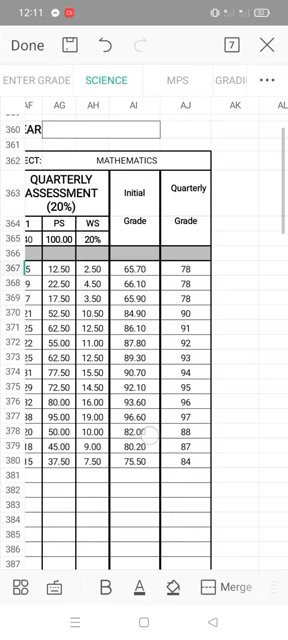 12:11
52
Done
7
ENTER GRADE SCIENCE MPS GRADI
AF AG AH AI AJ AK AL
360 EAR
361
362 ECT: MATHEMATICS
QUARTERLY Initial Quarterly
363 ASSESSMENT
(20%) Grade Grade
364 1 PS WS
365 40 100.00 20%
366
367 5 12.50 2.50 65.70 78
368 9 22.50 4.50 66.10 78
369 7 17.50 3.50 65.90 78
370 21 52.50 10.50 84.90 90
371 25 62.50 12.50 86.10 91
372 22 55.00 11.00 87.80 92
373 25 62.50 12.50 89.30 93
374 31 77.50 15.50 90.70 94
375 29 72.50 14.50 92.10 95
376 32 80.00 16.00 93.60 96
377 38 95.00 19.00 96.60 97
378 20 50.00 10.00 82.00 88
379 18 45.00 9.00 80.20 87
380 15 37.50 7.50 75.50 84
381
382
383
384
385
386
387
B A Merge